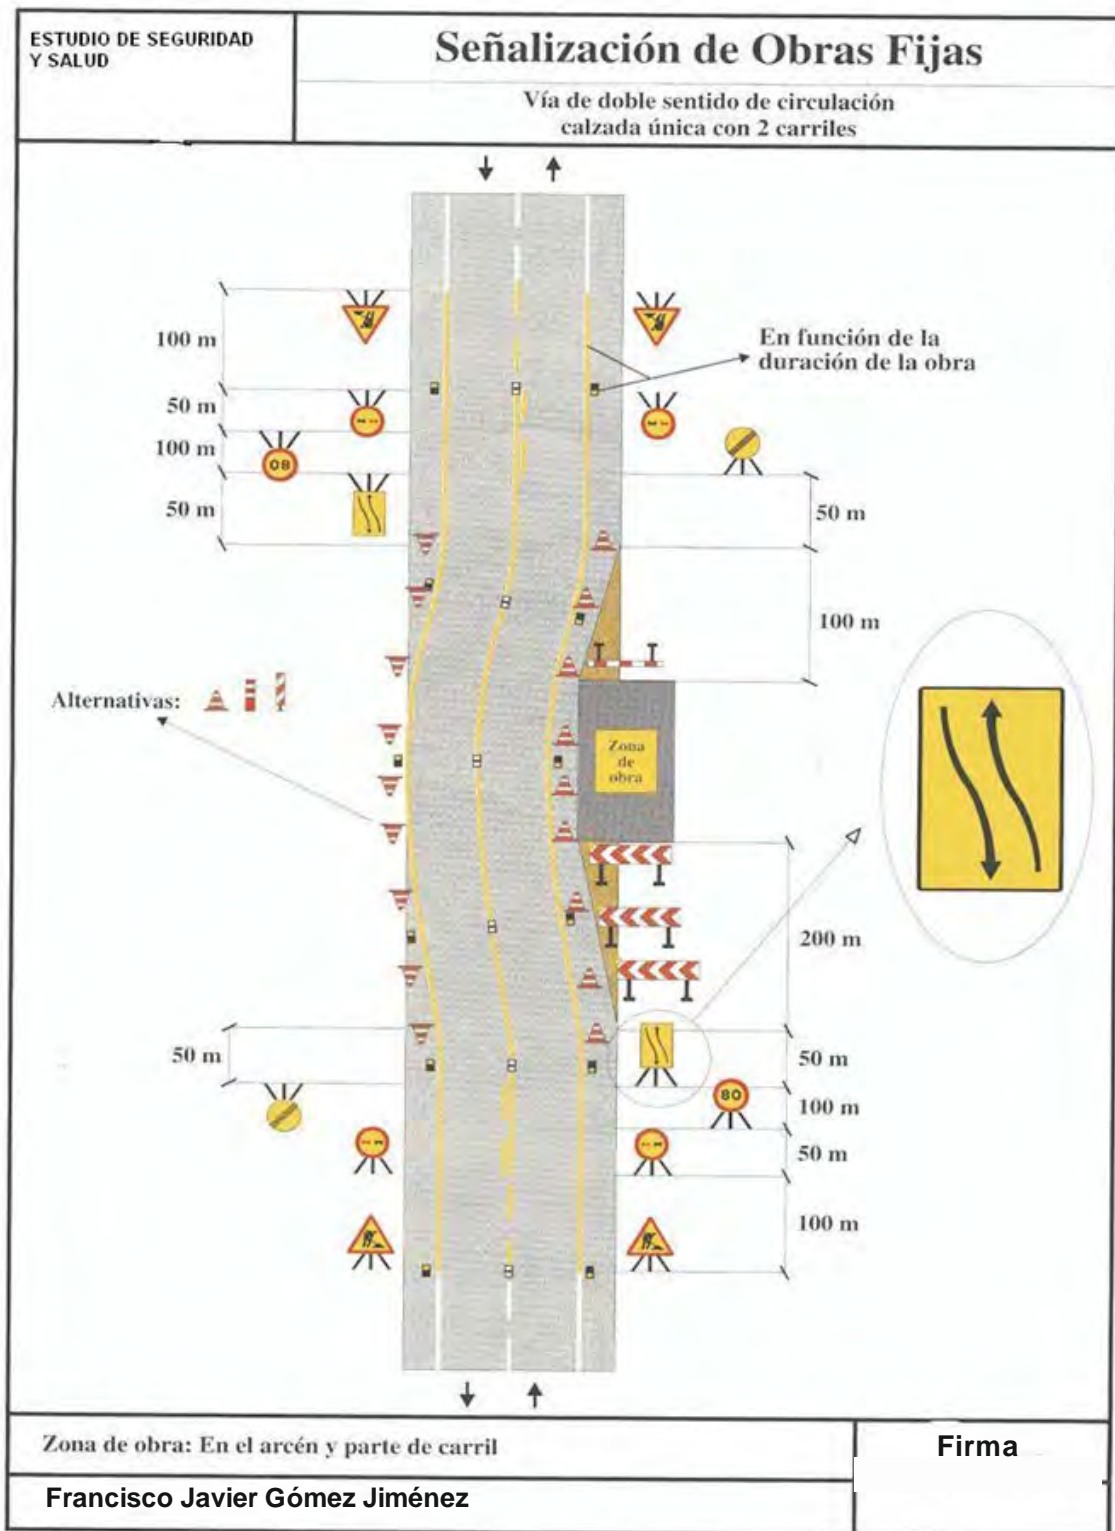 ESTUDIO DE SEGURIDAD
Y SALUD
Señalización de Obras Fijas
Vía de doble sentido de circulación
calzada única con 2 carriles
100 m
50 m
100 m
50 m
80
En función de la
duración de la obra
50 m
100 m
Alternativas:
Zona
de
obra
200 m
50 m
50 m
80
100 m
50 m
100 m
Zona de obra: En el arcén y parte de carril
Firma
Francisco Javier Gómez Jiménez